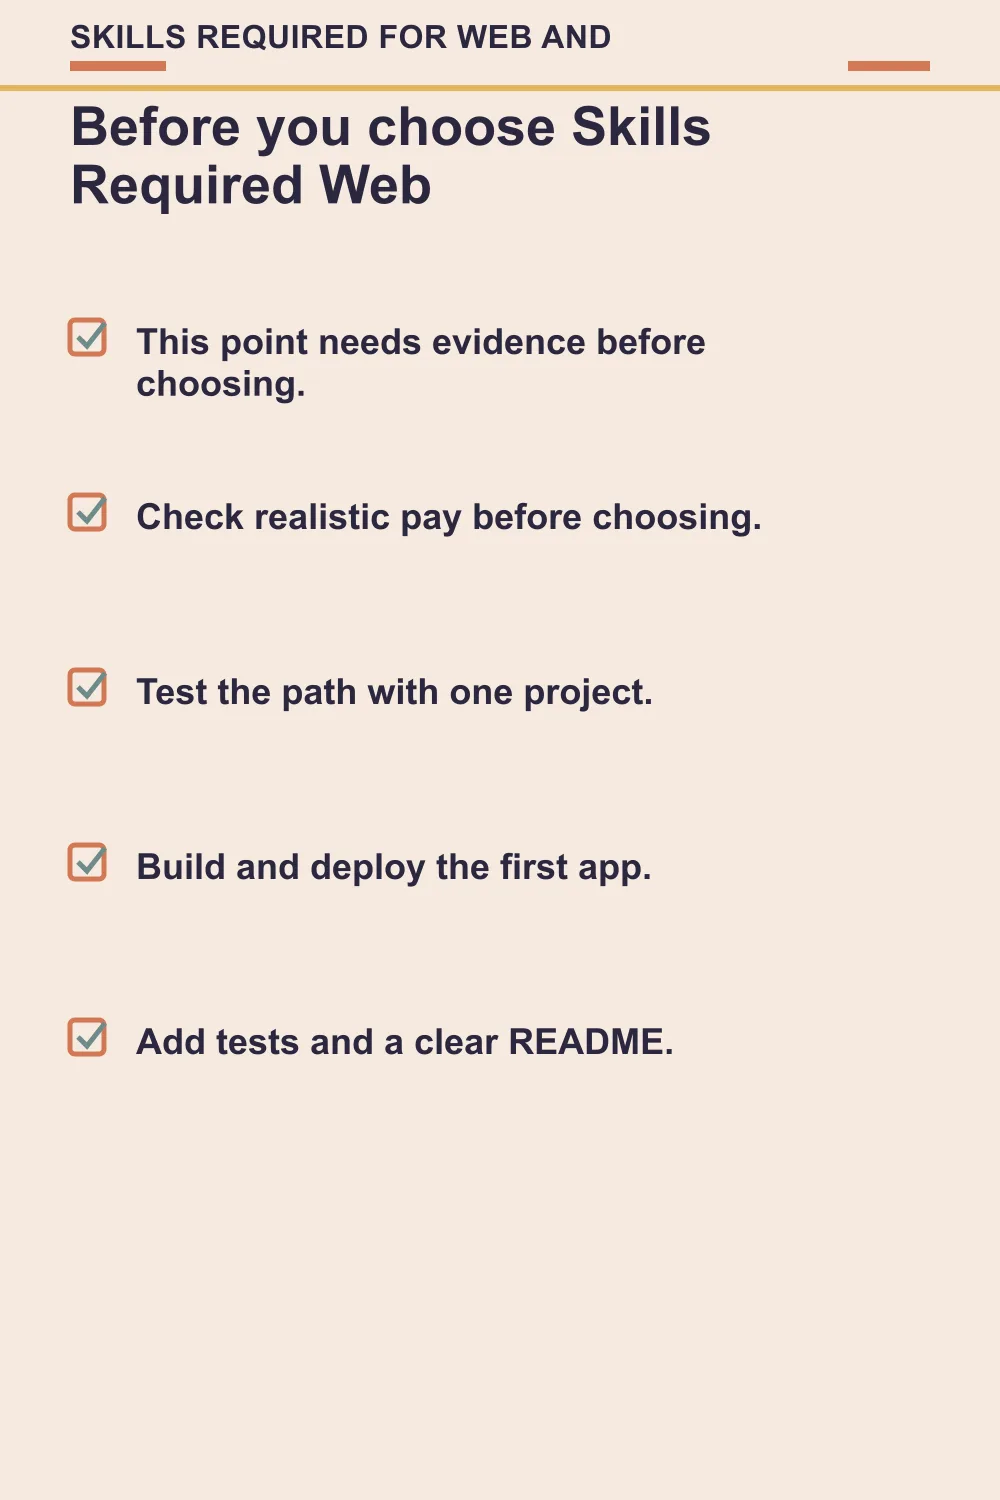 SKILLS REQUIRED FOR WEB AND
Before you choose Skills
Required Web
This point needs evidence before
choosing.
Check realistic pay before choosing.
Test the path with one project.
Build and deploy the first app.
Add tests and a clear README.